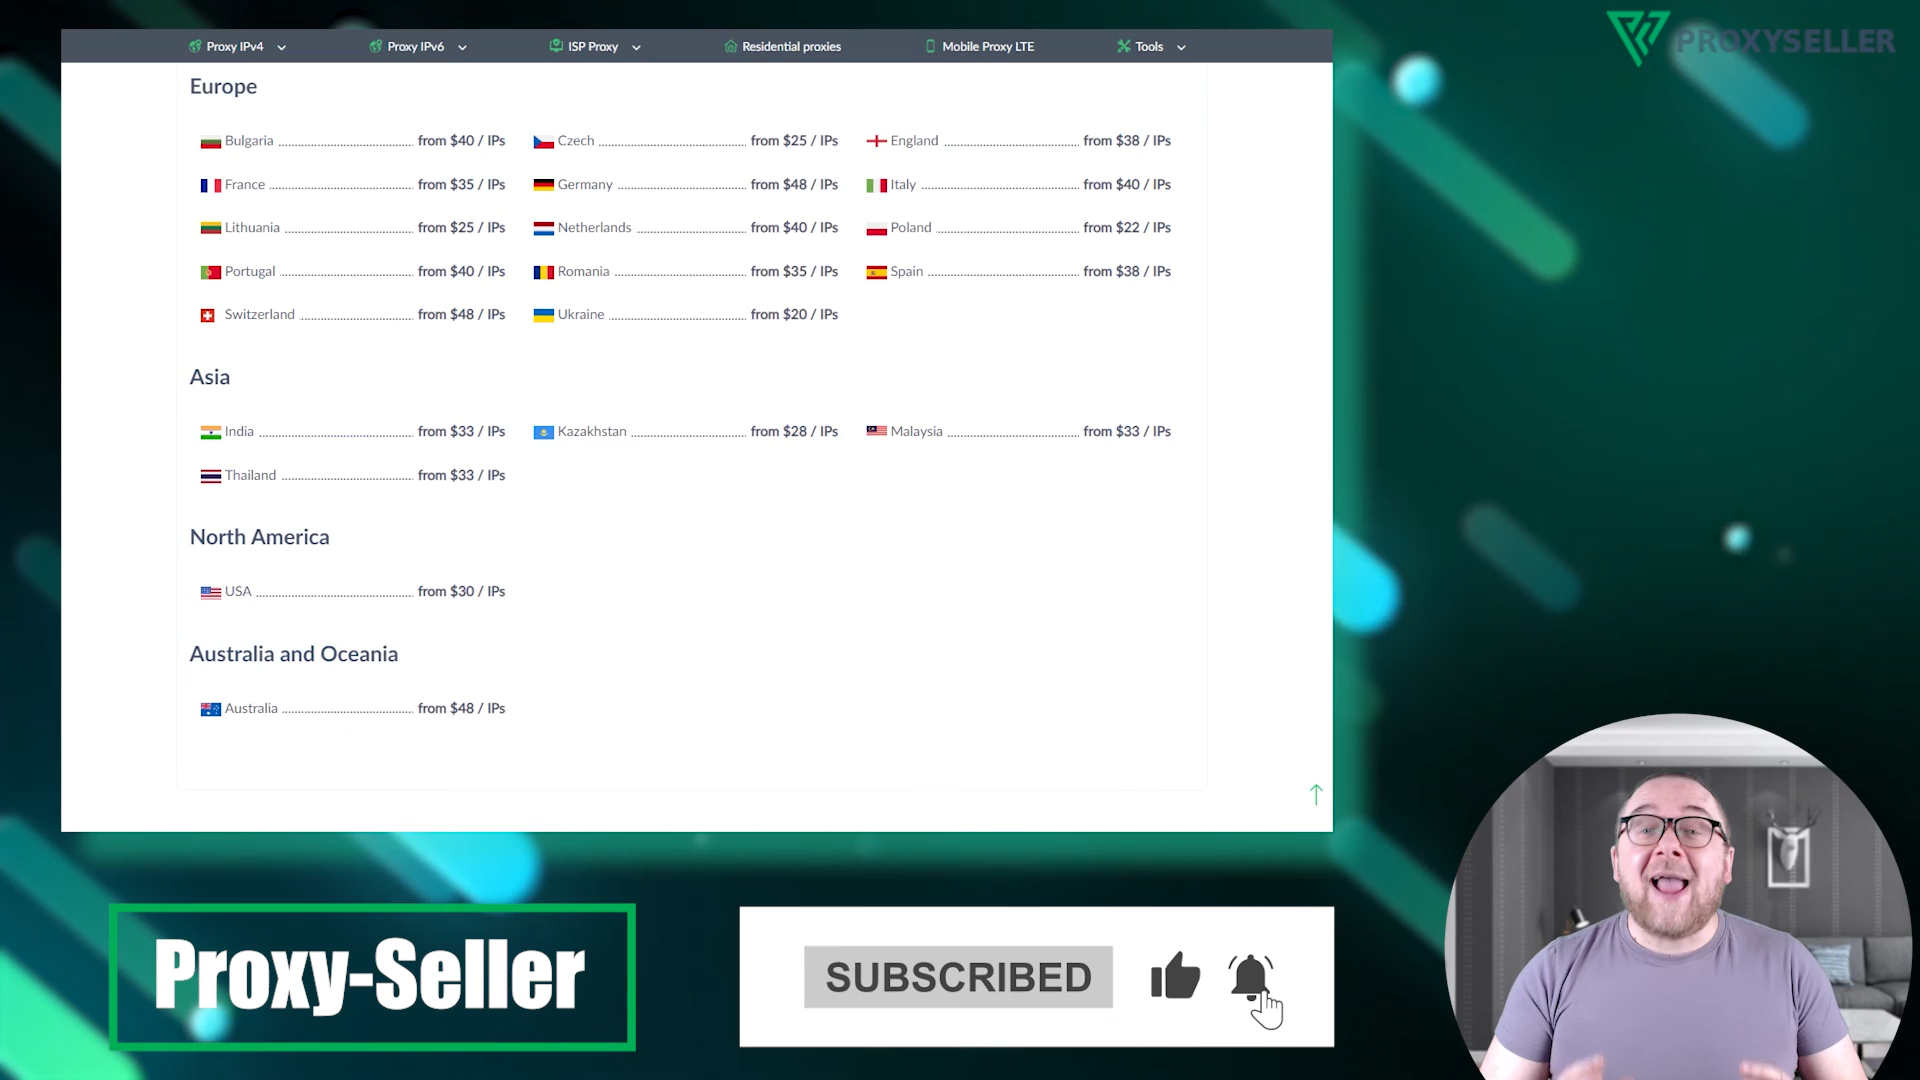 Proxy IPv4 Proxy IPv6 ISP Proxy Residential proxies Mobile Proxy LTE Tools
PROXYSELLER
Europe
Bulgaria from $40 / IPs Czech from $25 / IPs England from $38 / IPs
France from $35 / IPs Germany from $48 / IPs Italy from $40 / IPs
Lithuania from $25 / IPs Netherlands from $40 / IPs Poland from $22 / IPs
Portugal from $40 / IPs Romania from $35 / IPs Spain from $38 / IPs
Switzerland from $48 / IPs Ukraine from $20 / IPs
Asia
India from $33 / IPs Kazakhstan from $28 / IPs Malaysia from $33 / IPs
Thailand from $33 / IPs
North America
USA from $30 / IPs
Australia and Oceania
Australia from $48 / IPs
Proxy-Seller
SUBSCRIBED